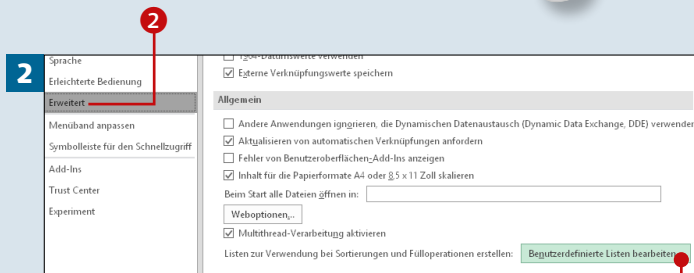 2
2
Sprache
1904-Datumswerte verwenden
Erleichterte Bedienung
Externe Verknüpfungswerte speichern
Erweitert
Allgemein
Menüband anpassen
Andere Anwendungen ignorieren, die Dynamischen Datenaustausch (Dynamic Data Exchange, DDE) verwenden
Symbolleiste für den Schnellzugriff
Aktualisieren von automatischen Verknüpfungen anfordern
Fehler von Benutzeroberflächen-Add-Ins anzeigen
Add-Ins
Inhalt für die Papierformate A4 oder 8,5 x 11 Zoll skalieren
Trust Center
Beim Start alle Dateien öffnen in:
Experiment
Weboptionen...
Multithread-Verarbeitung aktivieren
Listen zur Verwendung bei Sortierungen und Fülloperationen erstellen: Benutzerdefinierte Listen bearbeiten